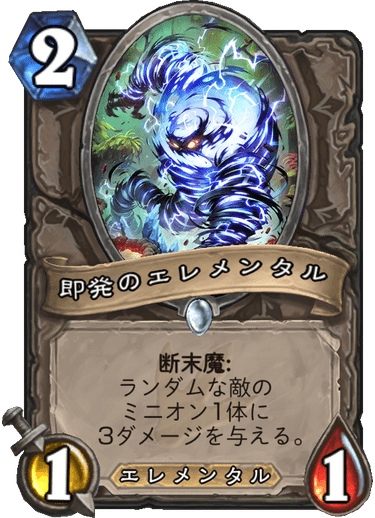 2
即発のエレメンタル
断末魔:
ランダムな敵の
ミニオン1体に
3ダメージを与える。
1
エレメンタル
1